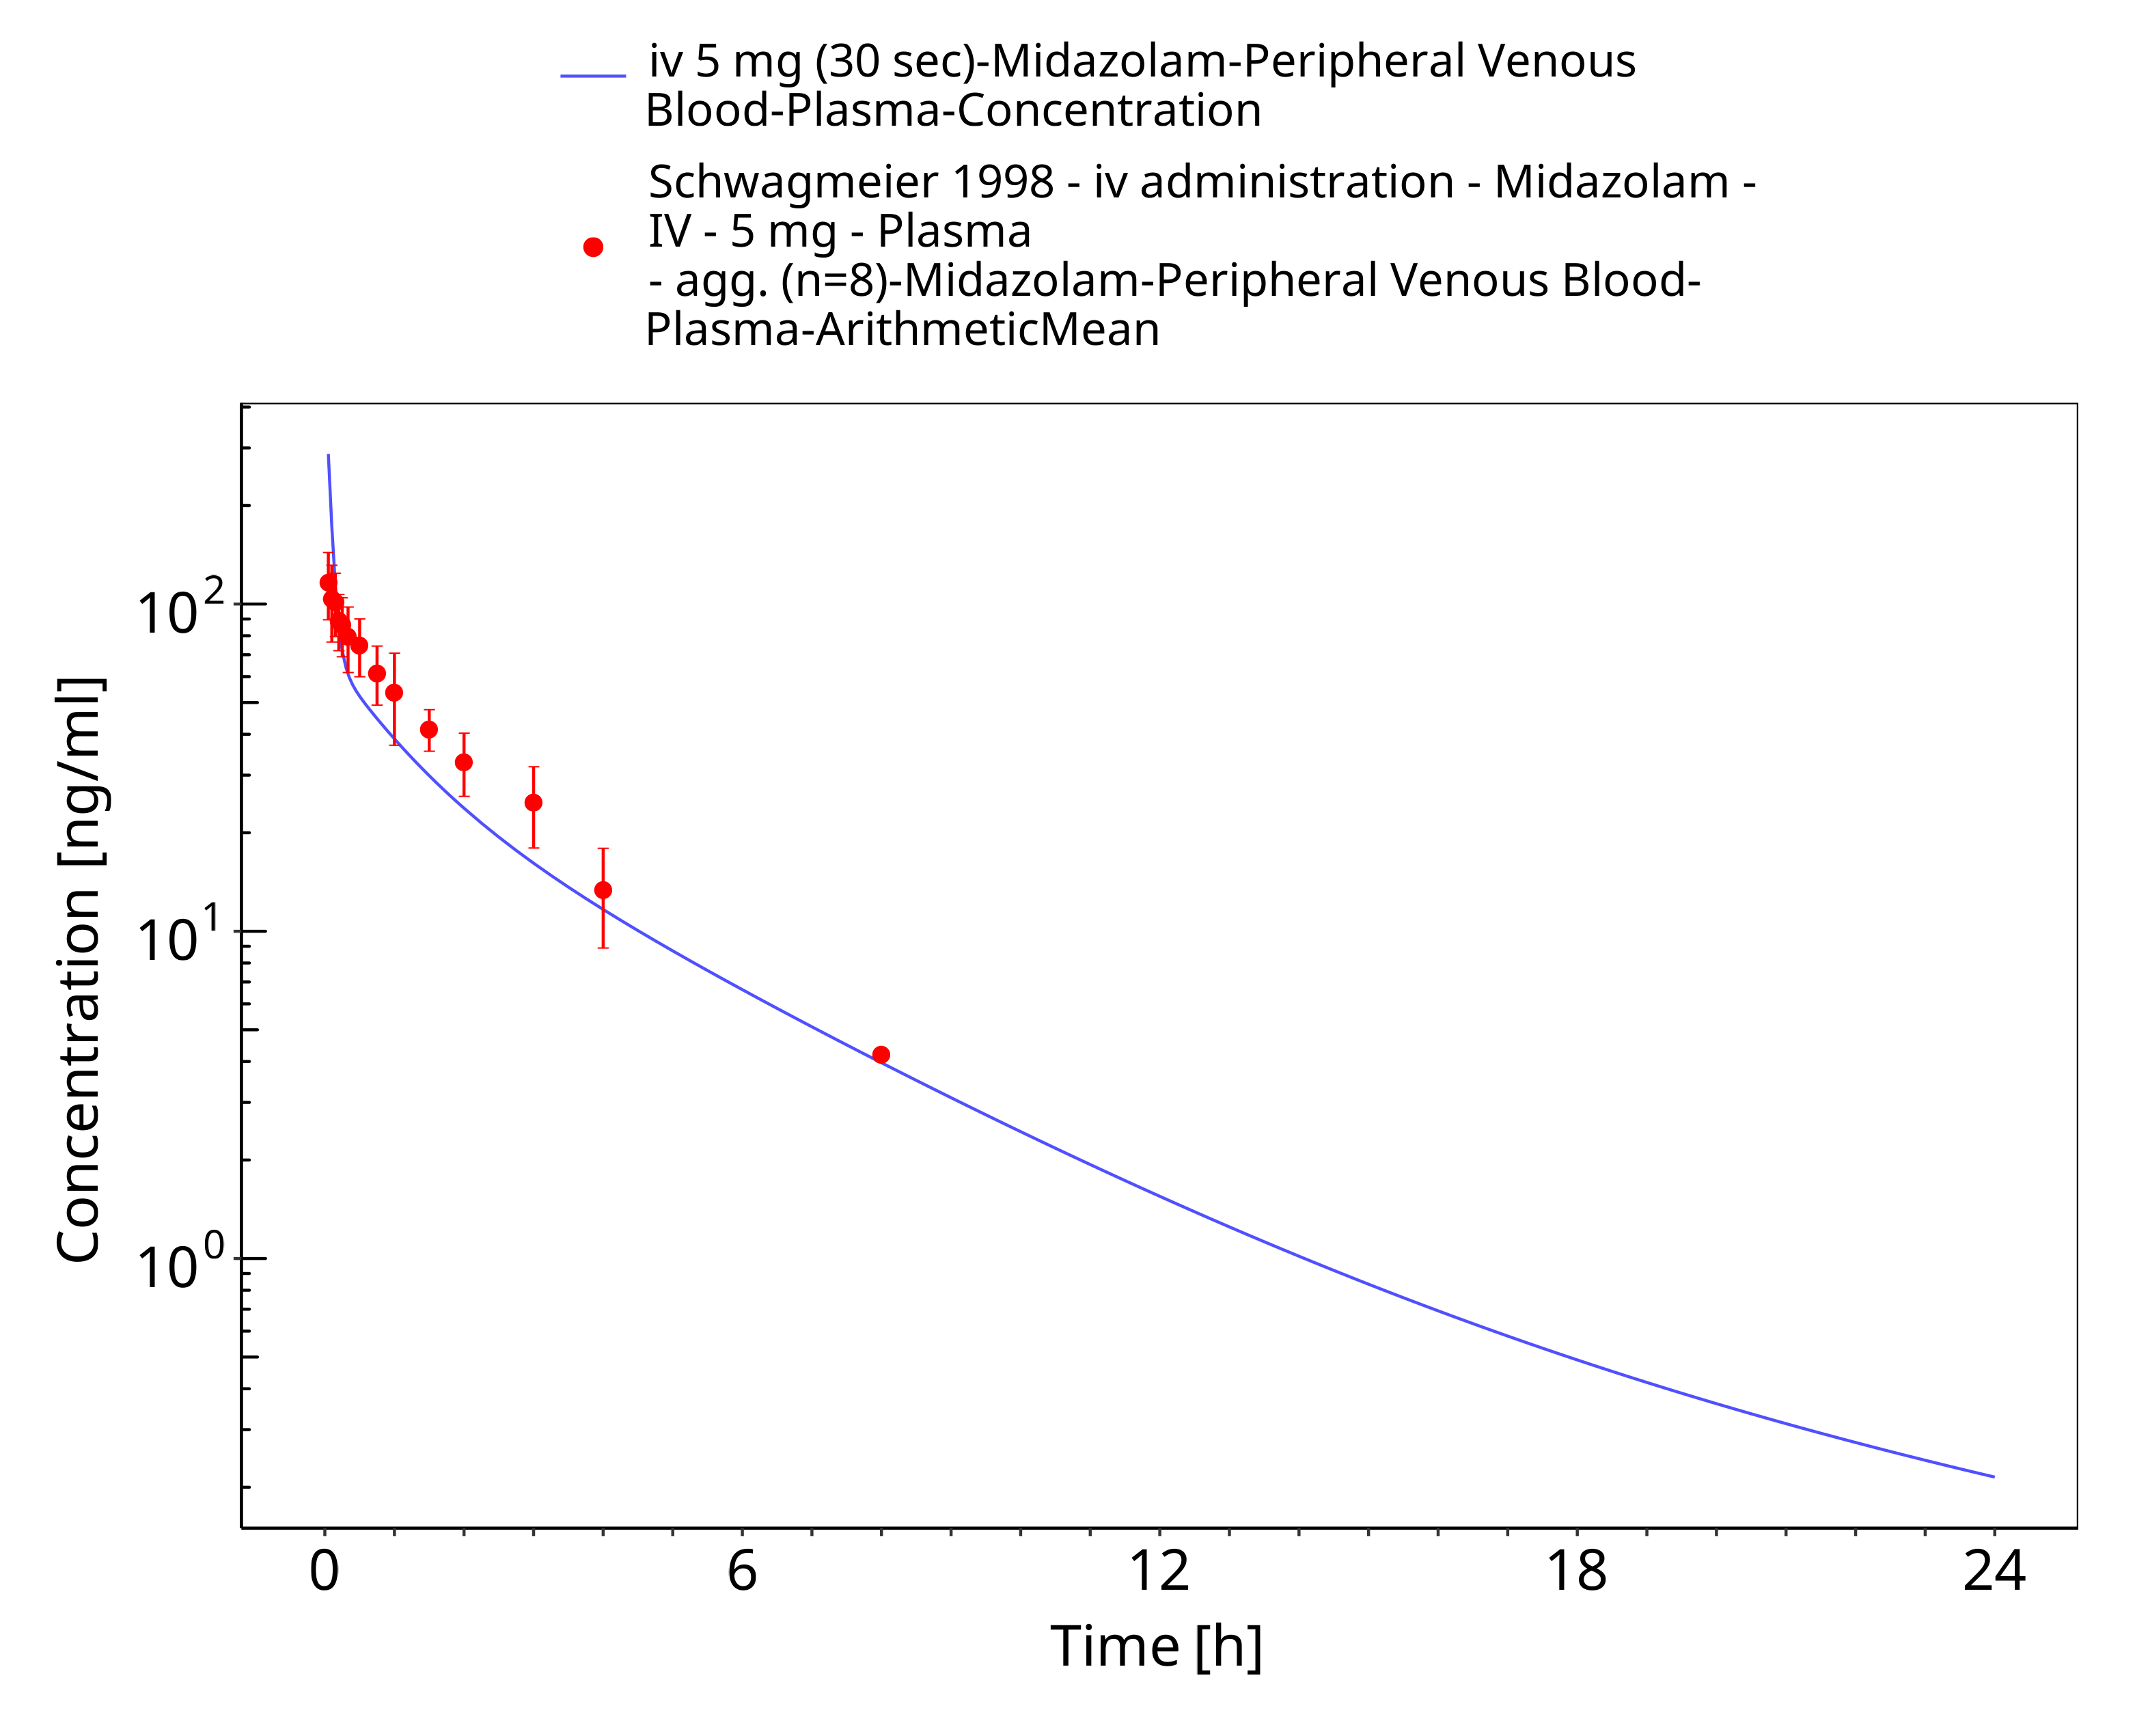 iv 5 mg (30 sec)-Midazolam-Peripheral Venous
Blood-Plasma-Concentration
Schwagmeier 1998 - iv administration - Midazolam -
IV - 5 mg - Plasma
- agg. (n=8)-Midazolam-Peripheral Venous Blood-
Plasma-ArithmeticMean
Concentration [ng/ml]
10²
10¹
10⁰
0 6 12 18 24
Time [h]